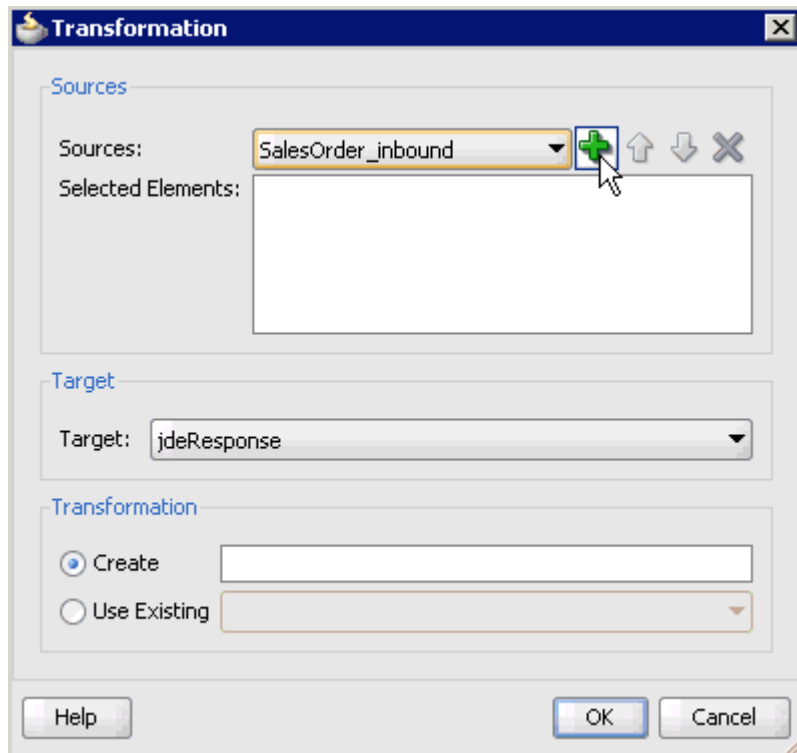 Transformation
Sources
Sources: SalesOrder_inbound
Selected Elements:
Target
Target: jdeResponse
Transformation
Create
Use Existing
Help OK Cancel